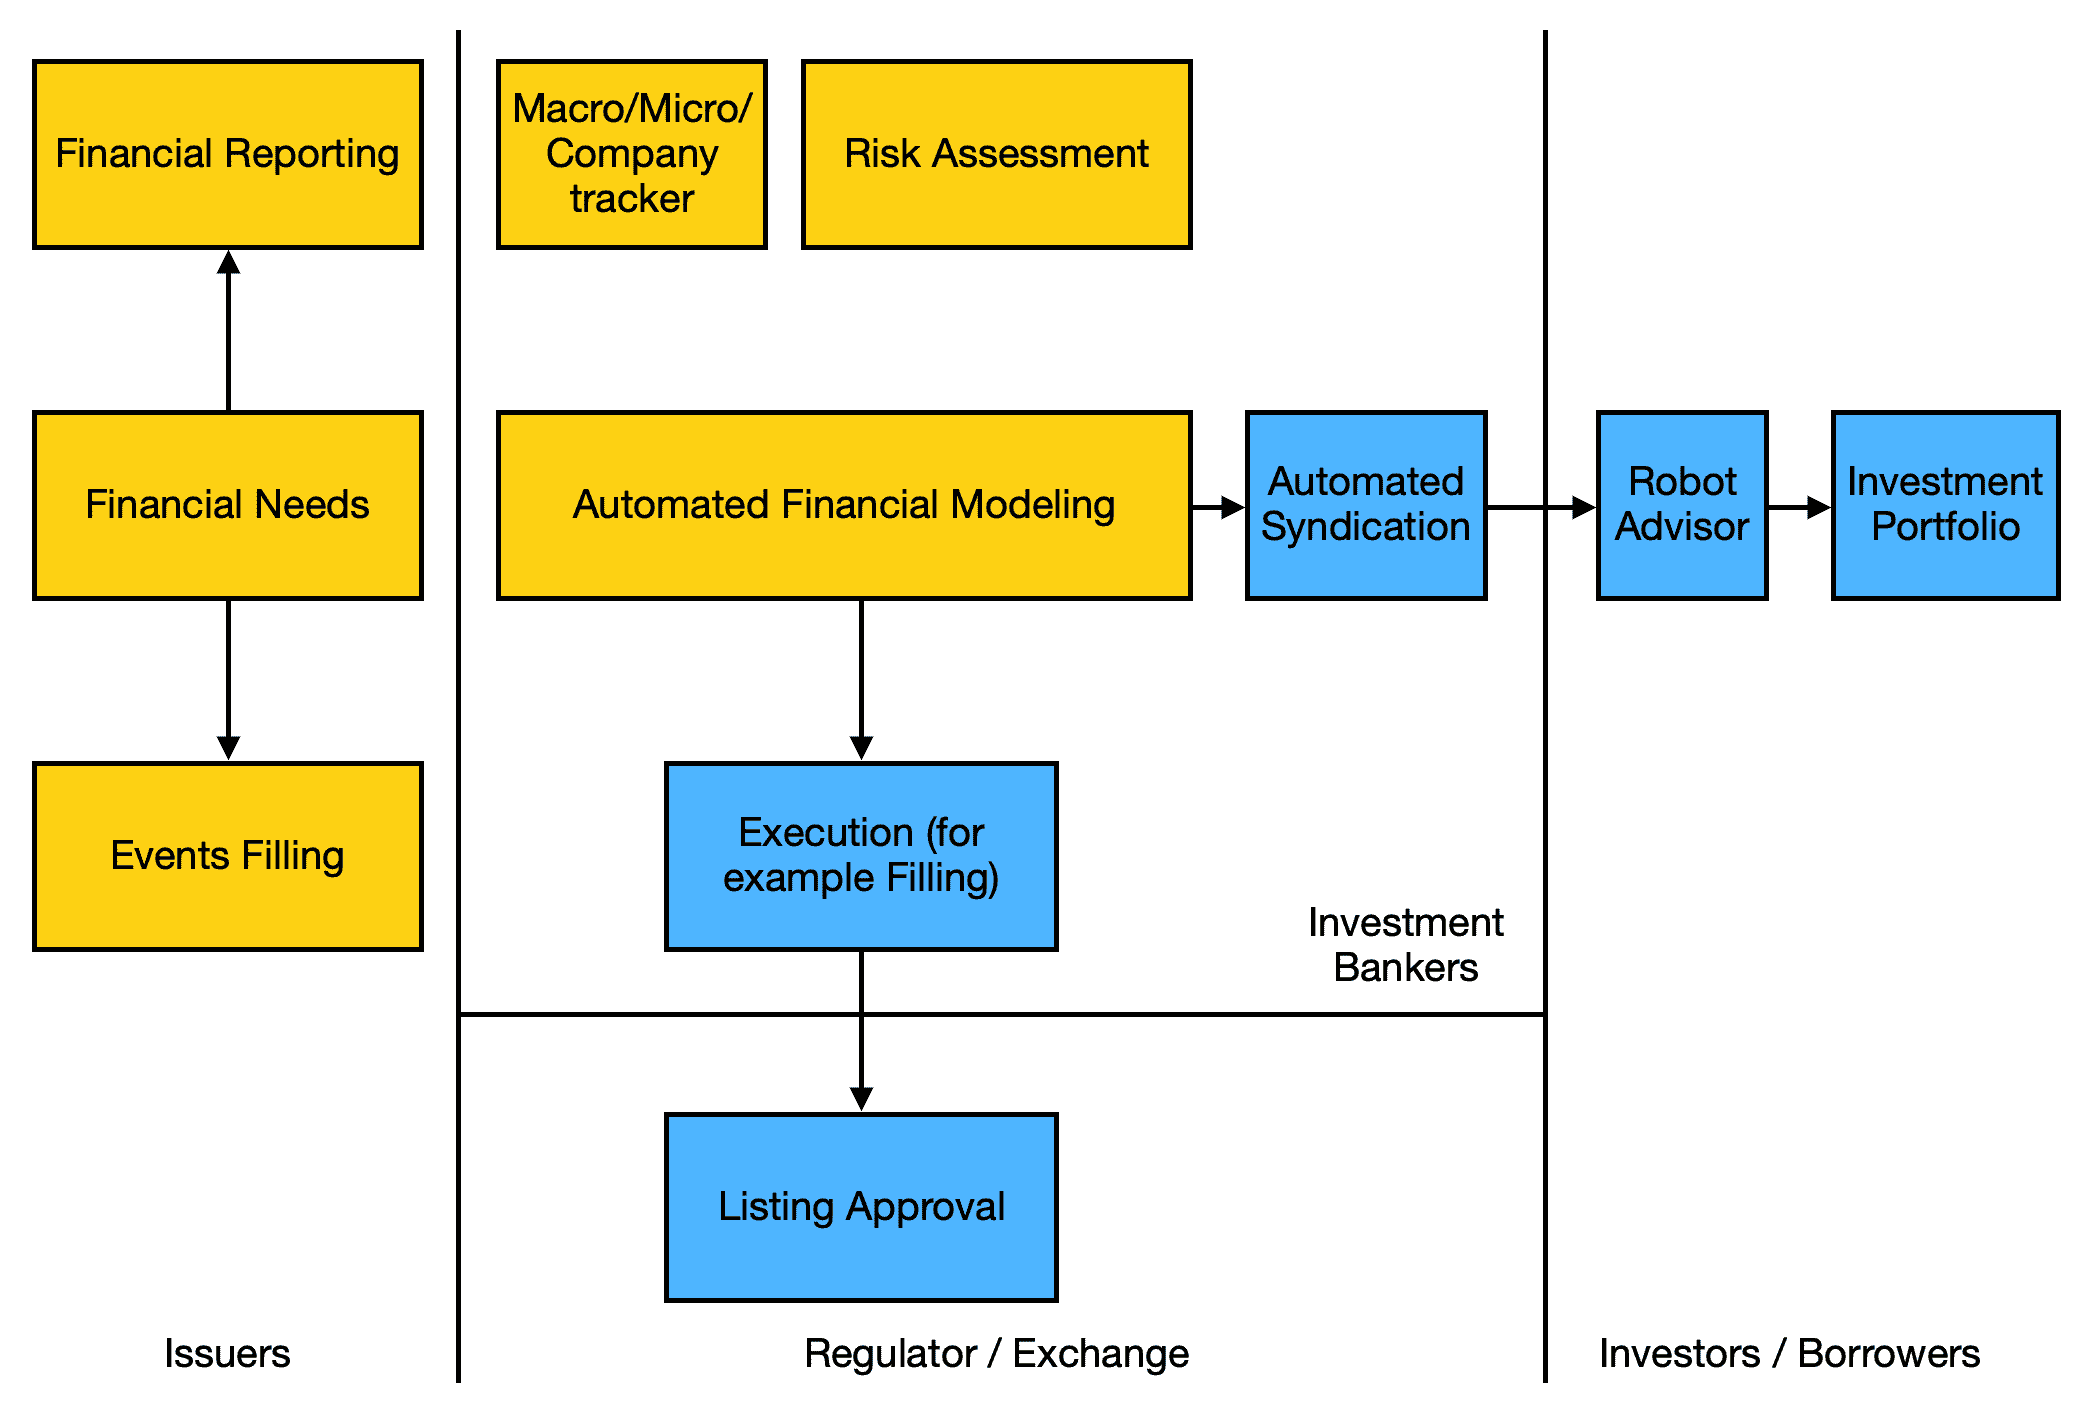 Financial Reporting
Macro/Micro/
Company
tracker
Risk Assessment
Financial Needs
Automated Financial Modeling
Automated
Syndication
Robot
Advisor
Investment
Portfolio
Events Filling
Execution (for
example Filling)
Investment
Bankers
Listing Approval
Issuers
Regulator / Exchange
Investors / Borrowers